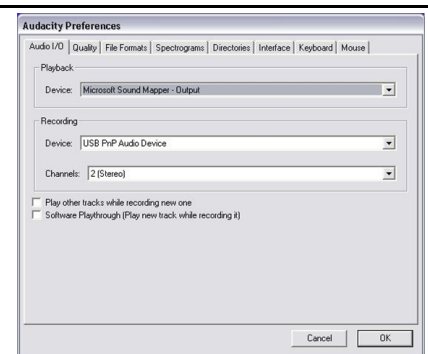 Audacity Preferences
Audio I/O Quality File Formats Spectrograms Directories Interface Keyboard Mouse
Playback
Device: Microsoft Sound Mapper - Output
Recording
Device: USB PnP Audio Device
Channels: 2 (Stereo)
Play other tracks while recording new one
Software Playthrough (Play new track while recording it)
Cancel OK